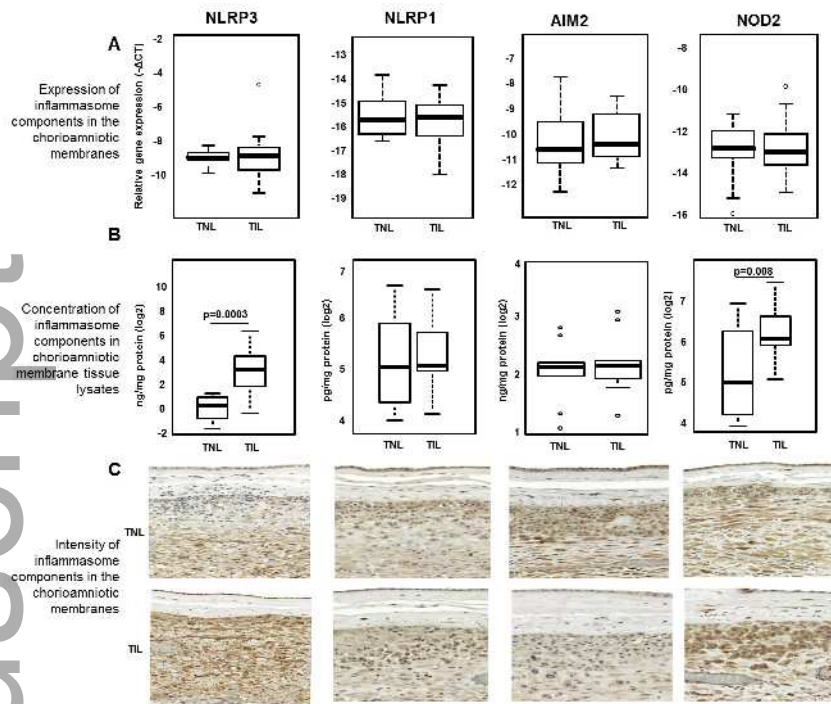 NLRP3
NLRP1
AIM2
NOD2
A
Expression of
inflammasome
components in the
chorioamniotic
membranes
Relative gene expression (-ΔCT)
-2
-4
-6
-8
-10
TNL
TIL
-13
-14
-15
-16
-17
-18
-19
TNL
TIL
-7
-8
-9
-10
-11
-12
TNL
TIL
-8
-10
-12
-14
-16
TNL
TIL
B
Concentration of
inflammasome
components in
chorioamniotic
membrane tissue
lysates
ng/mg protein (log2)
10
8
6
4
2
0
-2
p=0.0003
TNL
TIL
pg/mg protein (log2)
7
6
5
4
TNL
TIL
ng/mg protein (log2)
4
3
2
1
TNL
TIL
pg/mg protein (log2)
7
6
5
4
p=0.008
TNL
TIL
C
Intensity of
inflammasome
components in the
chorioamniotic
membranes
TNL
TIL